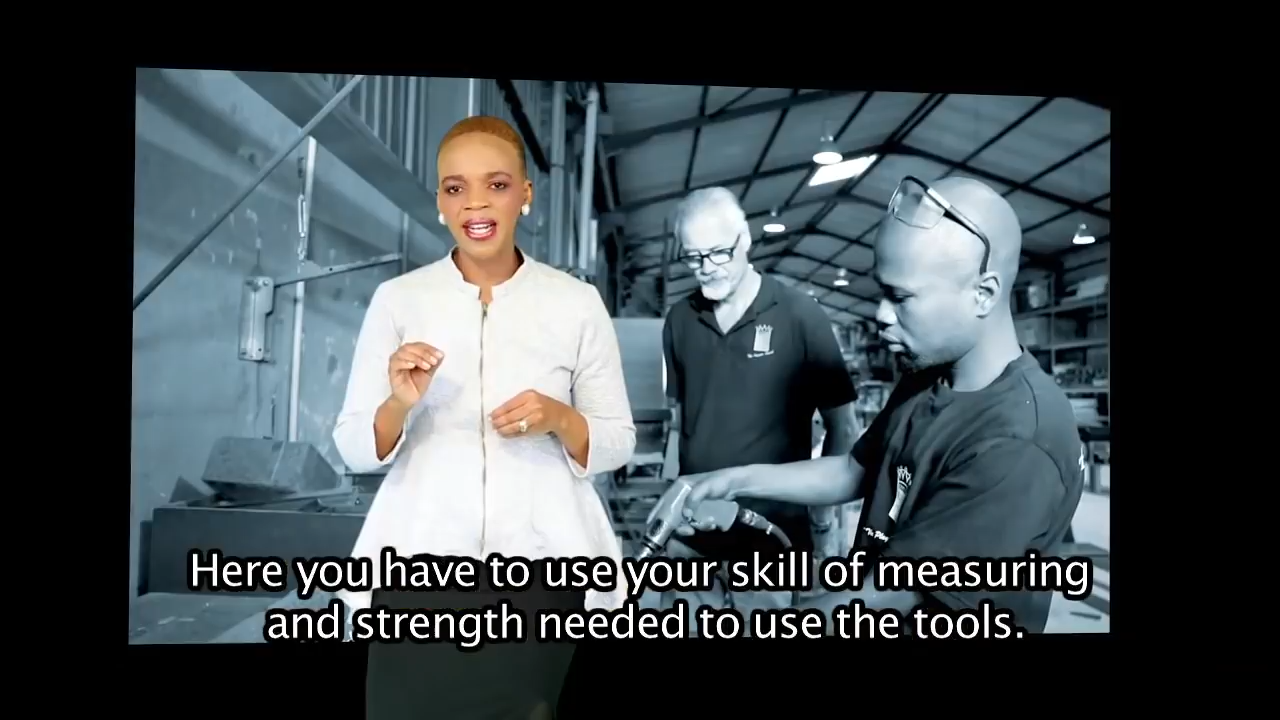 Here you have to use your skill of measuring
and strength needed to use the tools.